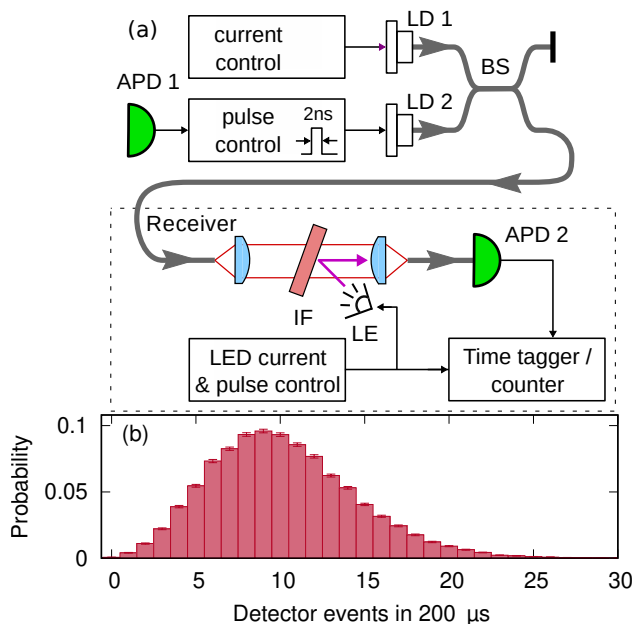 (a)
current
control
LD 1
BS
APD 1
pulse
control
2ns
LD 2
Receiver
APD 2
IF
LE
LED current
& pulse control
Time tagger /
counter
(b)
Probability
0.1
0.05
0
0 5 10 15 20 25 30
Detector events in 200 µs